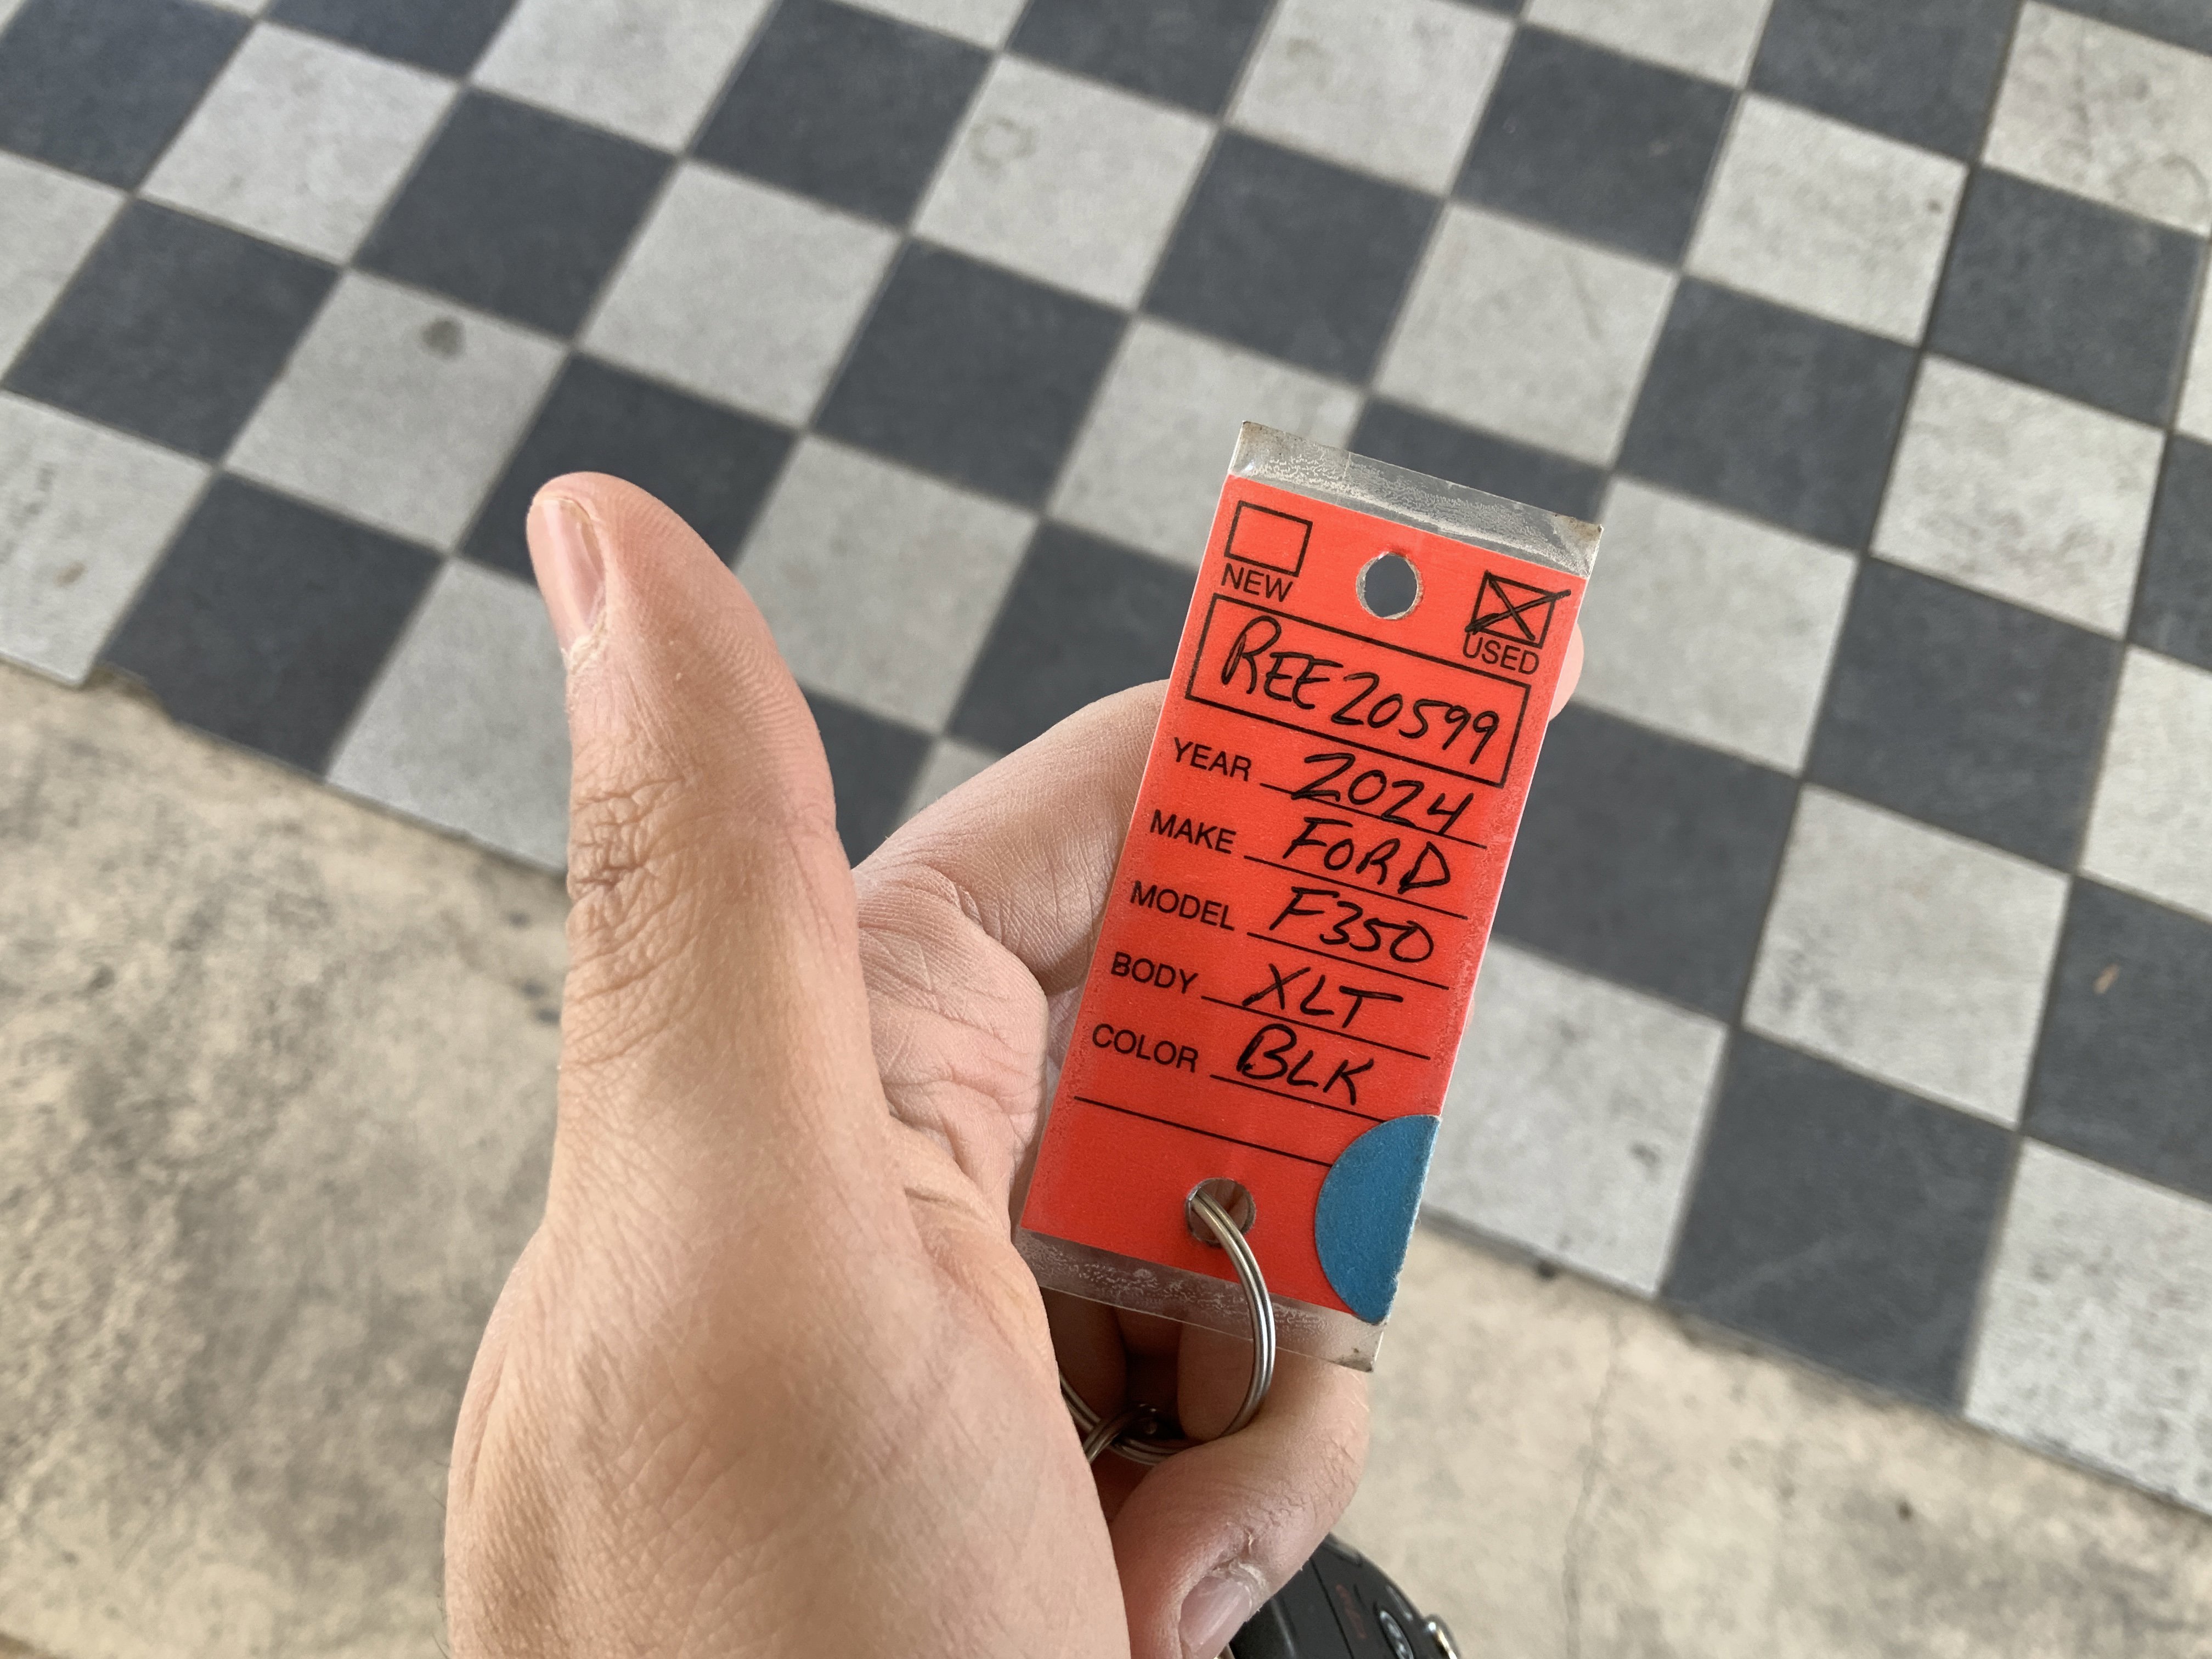 NEW
USED
REE20599
YEAR 2024
MAKE FORD
MODEL F350
BODY XLT
COLOR BLK